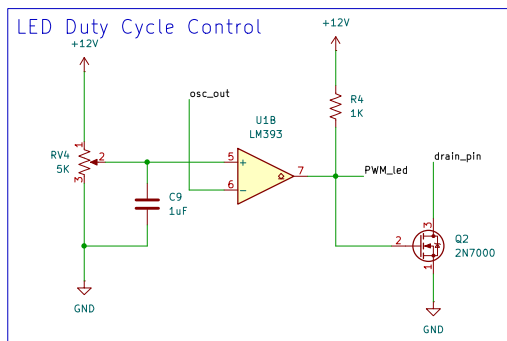 LED Duty Cycle Control
+12V
+12V
osc_out
R4
1K
U1B
LM393
1
RV4
5K
2
3
5
+
6
-
7
PWM_led
drain_pin
C9
1uF
3
2
1
Q2
2N7000
GND
GND